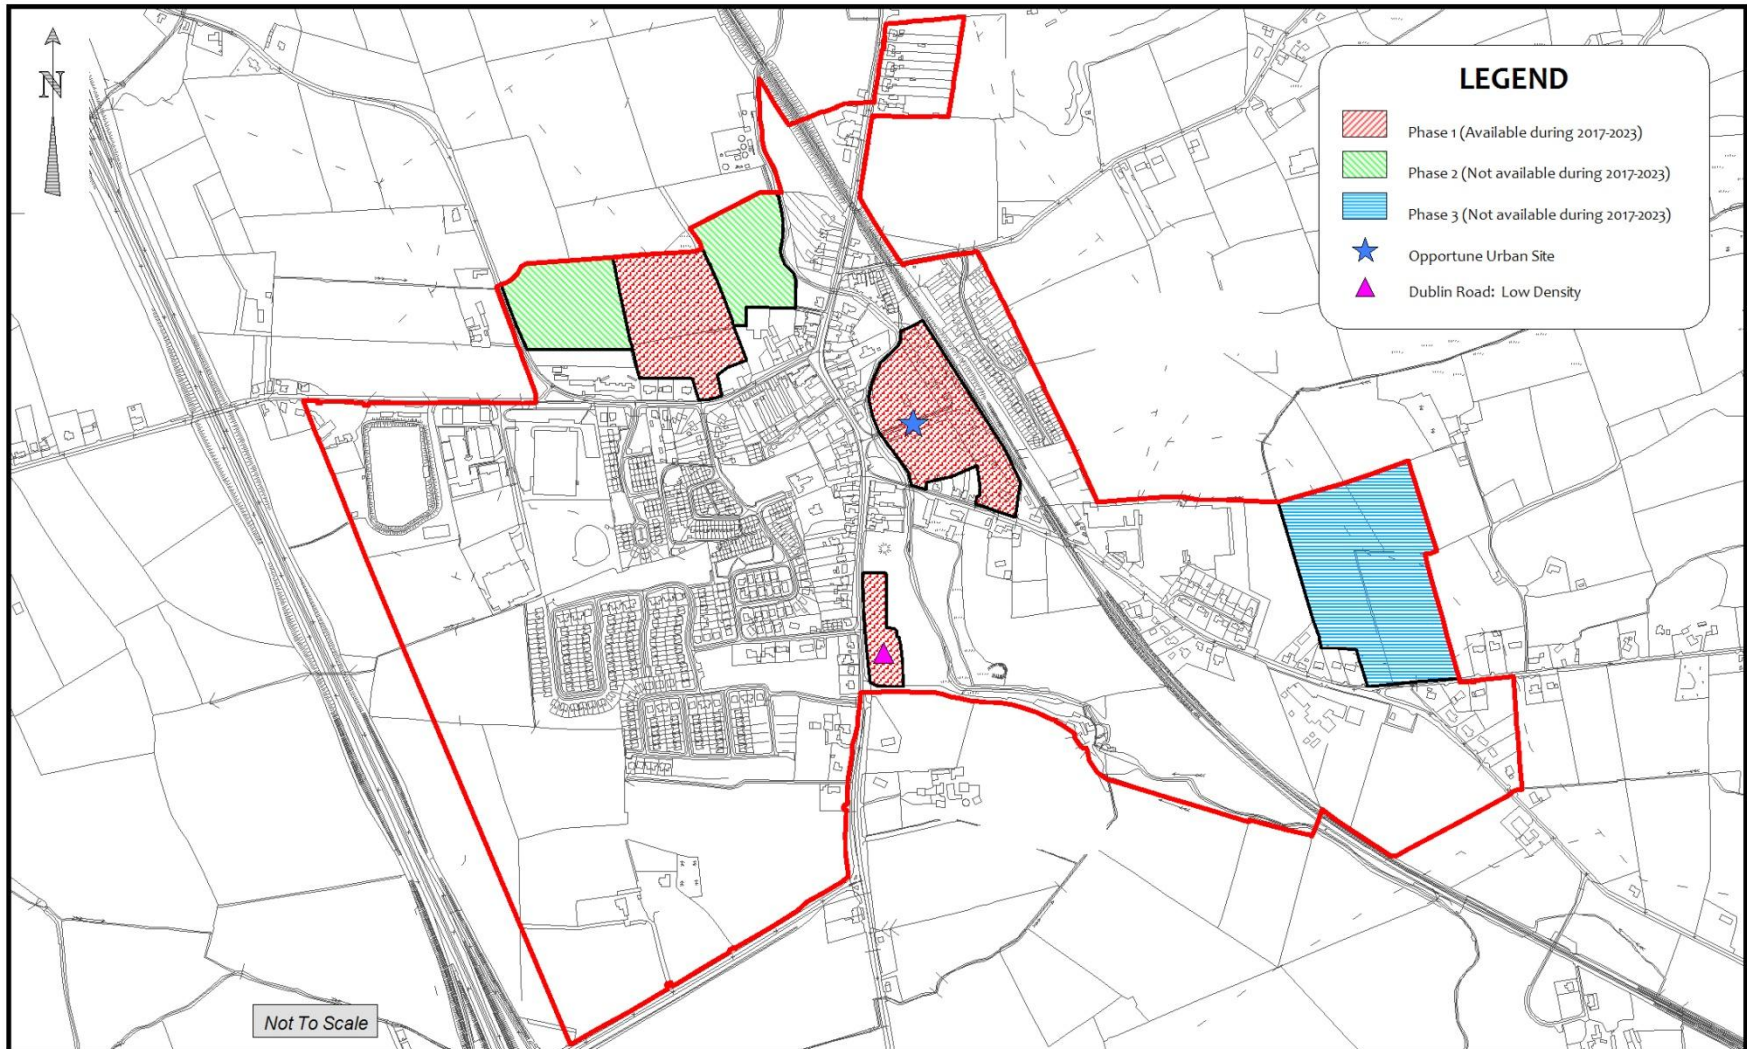 N
LEGEND
Phase 1 (Available during 2017-2023)
Phase 2 (Not available during 2017-2023)
Phase 3 (Not available during 2017-2023)
Opportune Urban Site
Dublin Road: Low Density
Not To Scale